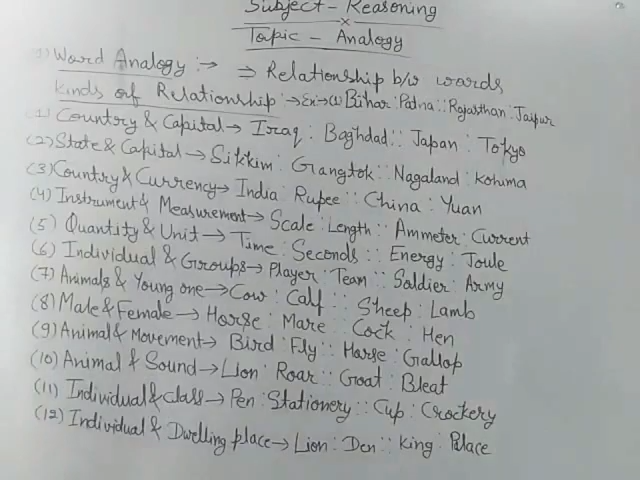 Subject - Reasoning
×
Topic - Analogy
1) Word Analogy :→ ⇒ Relationship b/w words
Kinds of Relationship :→ Ex:→(1) Bihar : Patna :: Rajasthan : Jaipur
(1) Country & Capital → Iraq : Baghdad :: Japan : Tokyo
(2) State & Capital → Sikkim : Gangtok :: Nagaland : Kohima
(3) Country & Currency → India : Rupee :: China : Yuan
(4) Instrument & Measurement → Scale : Length :: Ammeter : Current
(5) Quantity & Unit → Time : Seconds :: Energy : Joule
(6) Individual & Groups → Player : Team :: Soldier : Army
(7) Animals & Young one → Cow : Calf :: Sheep : Lamb
(8) Male & Female → Horse : Mare :: Cock : Hen
(9) Animal & Movement → Bird : Fly :: Horse : Gallop
(10) Animal & Sound → Lion : Roar :: Goat : Bleat
(11) Individual & class → Pen : Stationery :: Cup : Crockery
(12) Individual & Dwelling place → Lion : Den :: King : Palace